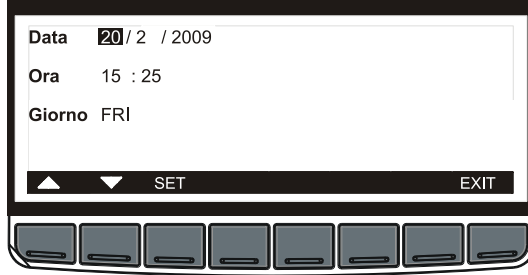 Data 20 / 2 / 2009
Ora 15 : 25
Giorno FRI
SET EXIT